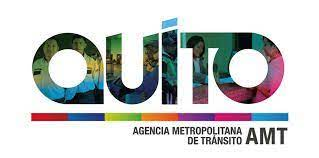 QUITO
AGENCIA METROPOLITANA
DE TRÁNSITO AMT